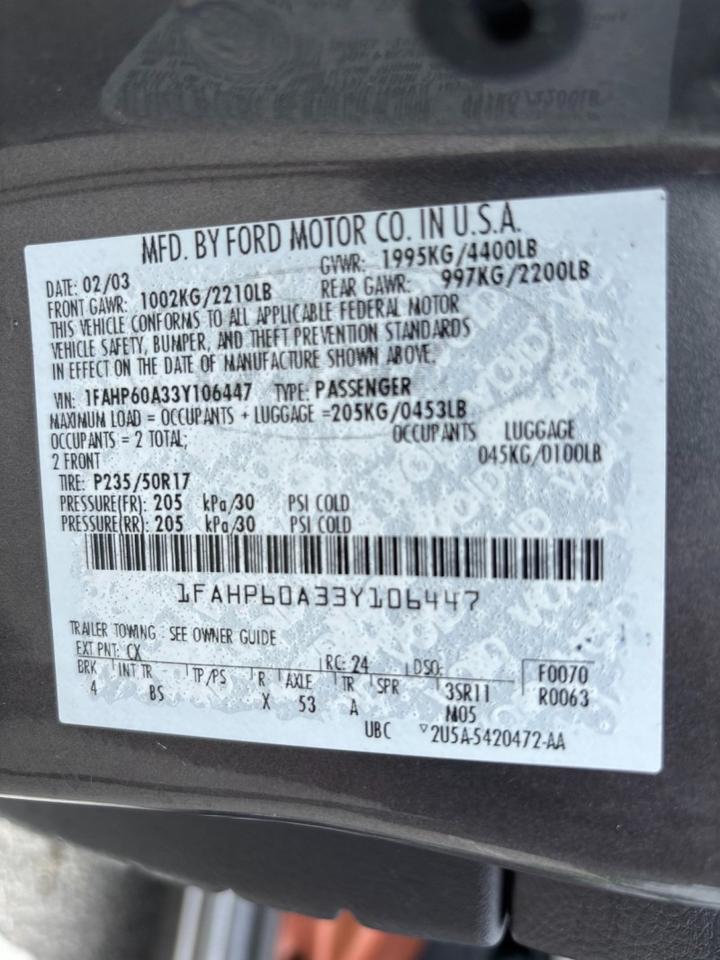 MFD. BY FORD MOTOR CO. IN U.S.A.
DATE: 02/03 GVWR: 1995KG/4400LB
FRONT GAWR: 1002KG/2210LB REAR GAWR: 997KG/2200LB
THIS VEHICLE CONFORMS TO ALL APPLICABLE FEDERAL MOTOR
VEHICLE SAFETY, BUMPER, AND THEFT PREVENTION STANDARDS
IN EFFECT ON THE DATE OF MANUFACTURE SHOWN ABOVE.
VIN: 1FAHP60A33Y106447 TYPE: PASSENGER
MAXIMUM LOAD = OCCUPANTS + LUGGAGE =205KG/0453LB
OCCUPANTS = 2 TOTAL; OCCUPANTS LUGGAGE
2 FRONT 045KG/0100LB
TIRE: P235/50R17
PRESSURE(FR): 205 kPa/30 PSI COLD
PRESSURE(RR): 205 kPa/30 PSI COLD
1FAHP60A33Y106447
TRAILER TOWING: SEE OWNER GUIDE
EXT PNT: CX RC: 24 DSO: F0070
BRK INT TR TP/PS R AXLE TR SPR 3SR11 R0063
4 BS X 53 A M05
UBC ▽2U5A-5420472-AA